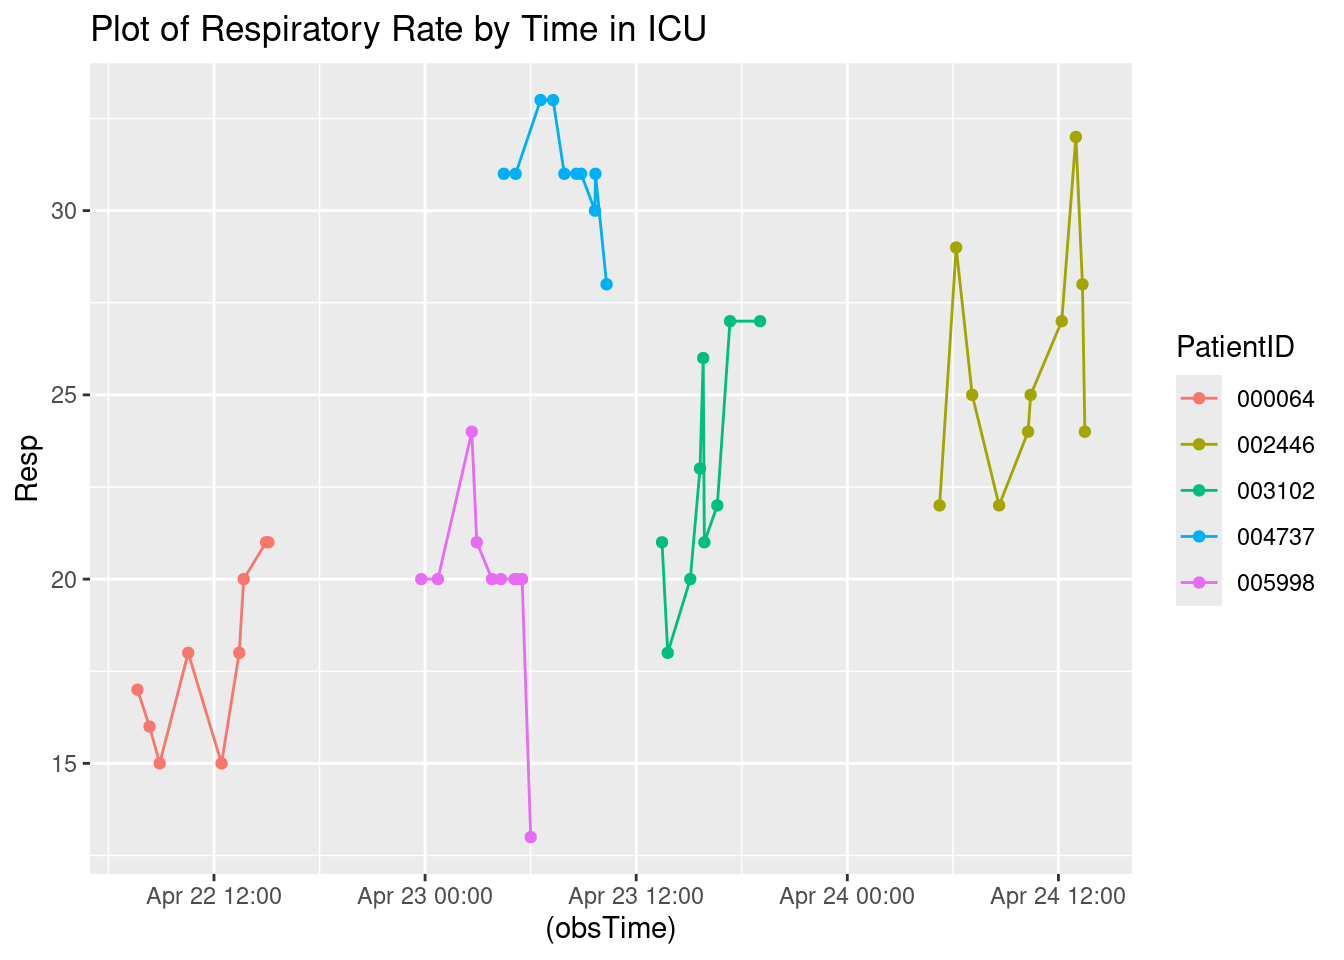 Plot of Respiratory Rate by Time in ICU
Resp
30
25
20
15
Apr 22 12:00
Apr 23 00:00
Apr 23 12:00
Apr 24 00:00
Apr 24 12:00
(obsTime)
PatientID
000064
002446
003102
004737
005998